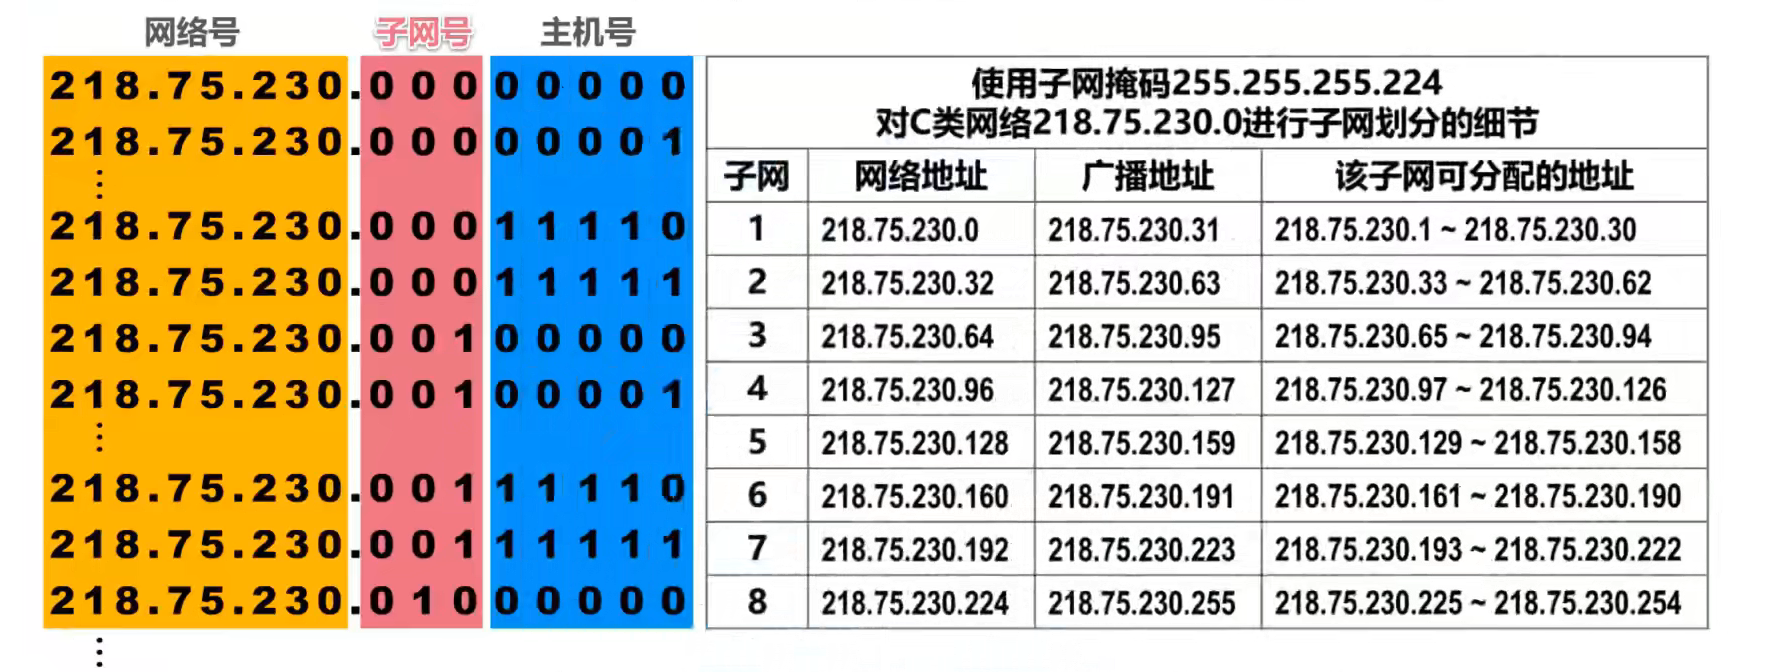 网络号 子网号 主机号
218.75.230.000 00000
218.75.230.000 00001
⋮
218.75.230.000 11110
218.75.230.000 11111
218.75.230.001 00000
218.75.230.001 00001
⋮
218.75.230.001 11110
218.75.230.001 11111
218.75.230.010 00000
⋮
使用子网掩码255.255.255.224
对C类网络218.75.230.0进行子网划分的细节
子网 网络地址 广播地址 该子网可分配的地址
1 218.75.230.0 218.75.230.31 218.75.230.1 ~ 218.75.230.30
2 218.75.230.32 218.75.230.63 218.75.230.33 ~ 218.75.230.62
3 218.75.230.64 218.75.230.95 218.75.230.65 ~ 218.75.230.94
4 218.75.230.96 218.75.230.127 218.75.230.97 ~ 218.75.230.126
5 218.75.230.128 218.75.230.159 218.75.230.129 ~ 218.75.230.158
6 218.75.230.160 218.75.230.191 218.75.230.161 ~ 218.75.230.190
7 218.75.230.192 218.75.230.223 218.75.230.193 ~ 218.75.230.222
8 218.75.230.224 218.75.230.255 218.75.230.225 ~ 218.75.230.254